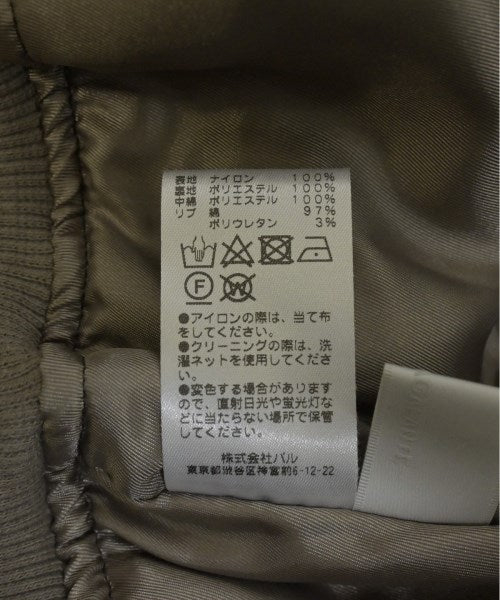 表地 ナイロン 100%
裏地 ポリエステル 100%
中綿 ポリエステル 100%
リブ 綿 97%
ポリウレタン 3%
F W
●アイロンの際は、当て布
をしてください。
●クリーニングの際は、洗
濯ネットを使用してくださ
い。
●変色する場合があります
ので、直射日光や蛍光灯な
どに当たらない場所で保管
してください。
株式会社パル
東京都渋谷区神宮前6-12-22